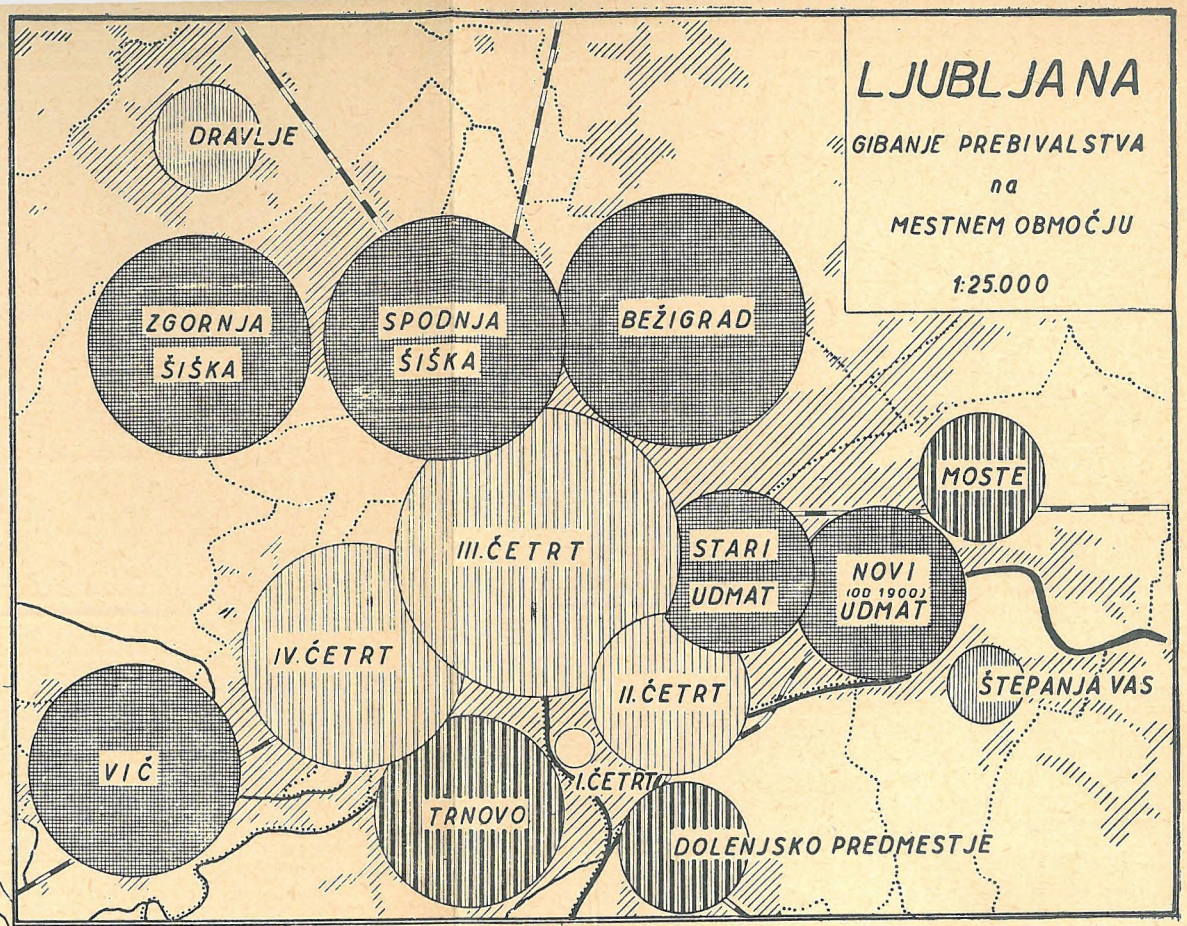 LJUBLJANA
GIBANJE PREBIVALSTVA
na
MESTNEM OBMOČJU
1:25.000
DRAVLJE
ZGORNJA
ŠIŠKA
SPODNJA
ŠIŠKA
BEŽIGRAD
MOSTE
III. ČETRT
STARI
UDMAT
NOVI
(OD 1900)
UDMAT
IV. ČETRT
II. ČETRT
ŠTEPANJA VAS
VIČ
I. ČETRT
TRNOVO
DOLENJSKO PREDMESTJE